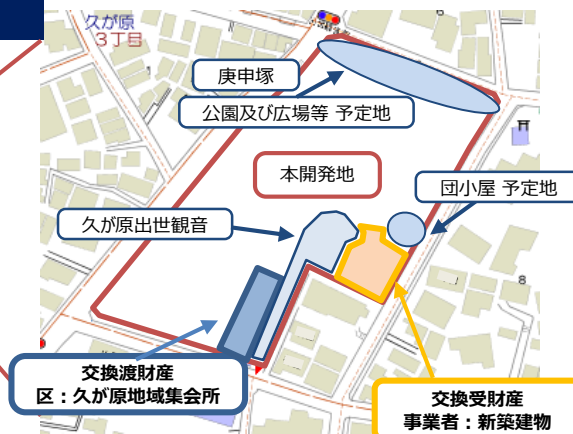 久が原
3丁目
庚申塚
公園及び広場等 予定地
本開発地
団小屋 予定地
久が原出世観音
8
交換渡財産
区：久が原地域集会所
交換受財産
事業者：新築建物